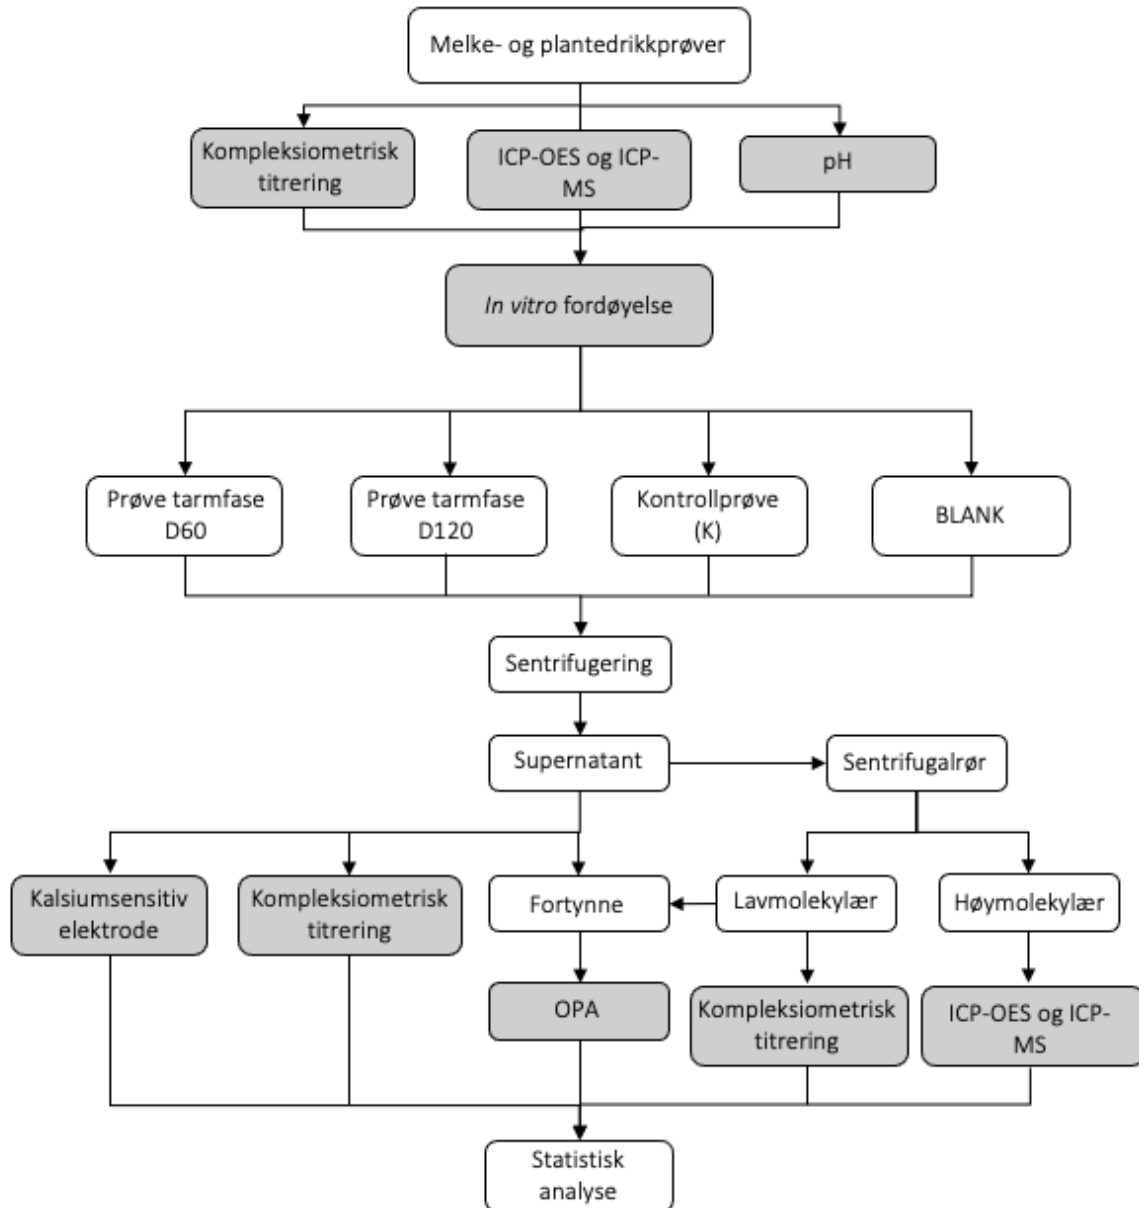 Melke- og plantedrikkprøver
Kompleksiometrisk
titrering
ICP-OES og ICP-
MS
pH
In vitro fordøyelse
Prøve tarmfase
D60
Prøve tarmfase
D120
Kontrollprøve
(K)
BLANK
Sentrifugering
Supernatant
Sentrifugalrør
Kalsiumsensitiv
elektrode
Kompleksiometrisk
titrering
Fortynne
Lavmolekylær
Høymolekylær
OPA
Kompleksiometrisk
titrering
ICP-OES og ICP-
MS
Statistisk
analyse